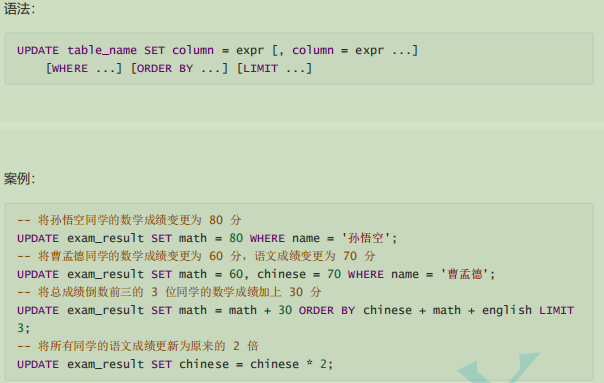 语法：
UPDATE table_name SET column = expr [, column = expr ...]
[WHERE ...] [ORDER BY ...] [LIMIT ...]
案例：
-- 将孙悟空同学的数学成绩变更为 80 分
UPDATE exam_result SET math = 80 WHERE name = '孙悟空';
-- 将曹孟德同学的数学成绩变更为 60 分，语文成绩变更为 70 分
UPDATE exam_result SET math = 60, chinese = 70 WHERE name = '曹孟德';
-- 将总成绩倒数前三的 3 位同学的数学成绩加上 30 分
UPDATE exam_result SET math = math + 30 ORDER BY chinese + math + english LIMIT
3;
-- 将所有同学的语文成绩更新为原来的 2 倍
UPDATE exam_result SET chinese = chinese * 2;